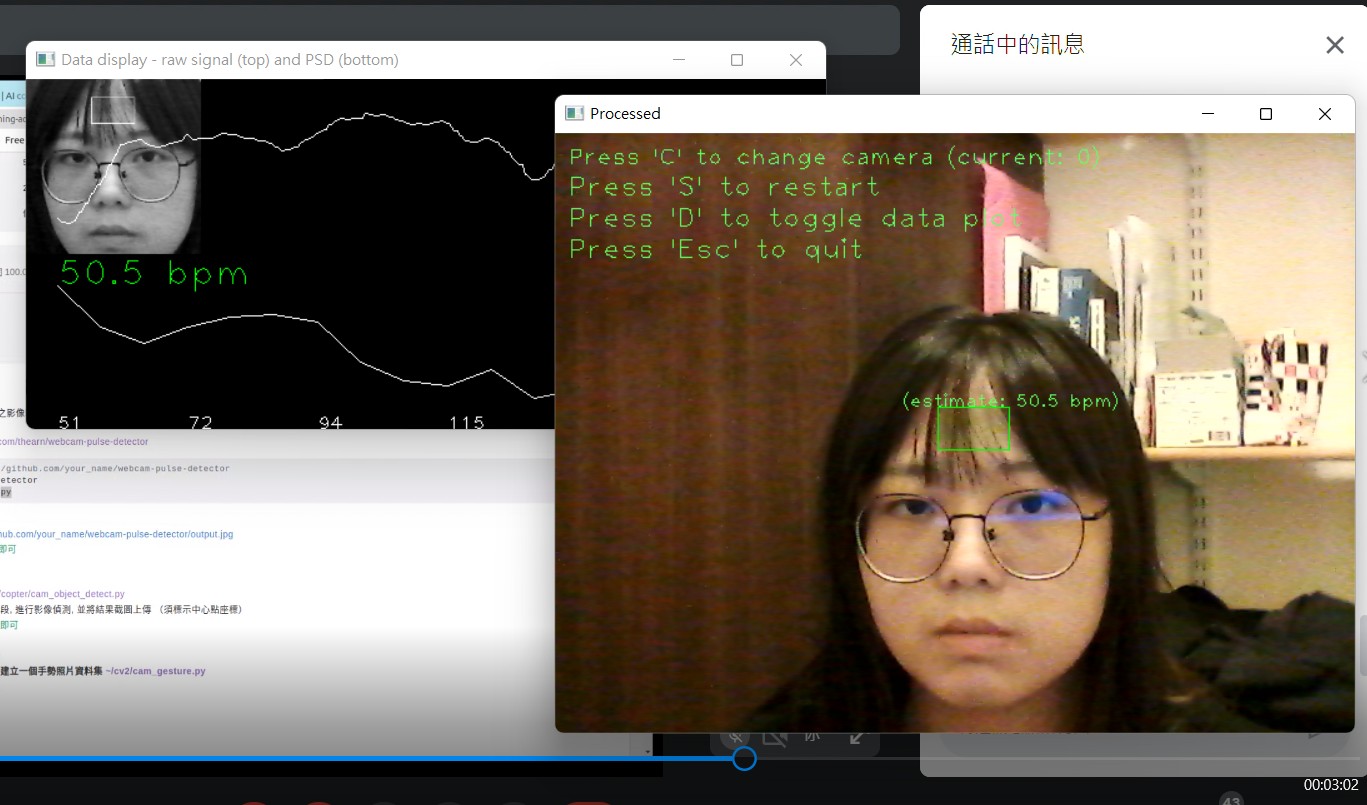 通話中的訊息
Data display - raw signal (top) and PSD (bottom)
| AI
Free
50.5 bpm
51 72 94 115
Processed
Press 'C' to change camera (current: 0)
Press 'S' to restart
Press 'D' to toggle data plot
Press 'Esc' to quit
(estimate: 50.5 bpm)
之影像
com/thearn/webcam-pulse-detector
/github.com/your_name/webcam-pulse-detector
etector
py
hub.com/your_name/webcam-pulse-detector/output.jpg
即可
/copter/cam_object_detect.py
段, 進行影像偵測, 並將結果截圖上傳 (須標示中心點座標)
即可
建立一個手勢照片資料集 ~/cv2/cam_gesture.py
00:03:02
43